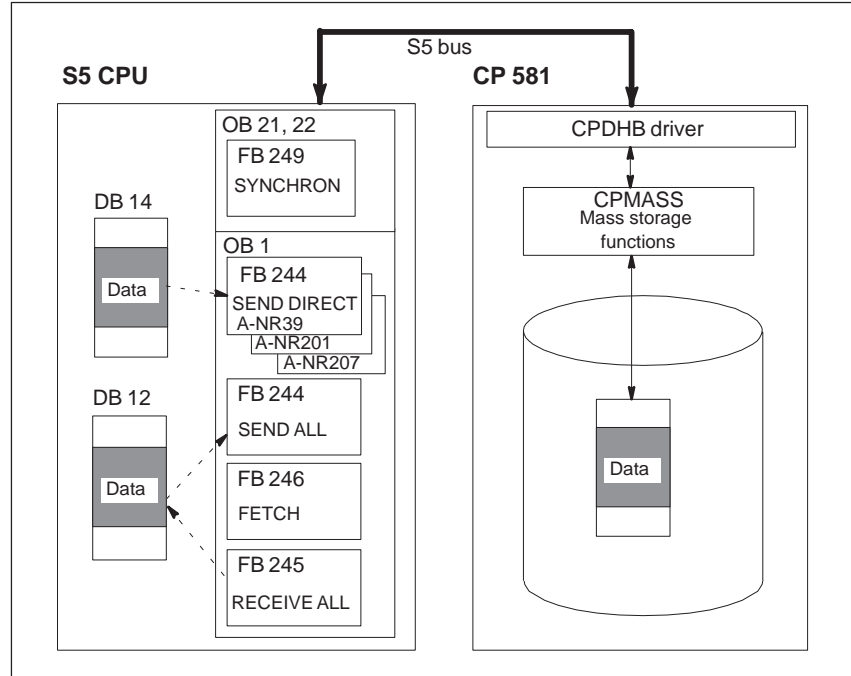 S5 bus
S5 CPU
CP 581
OB 21, 22
FB 249
SYNCHRON
DB 14
Data
OB 1
FB 244
SEND DIRECT
A-NR39
A-NR201
A-NR207
DB 12
Data
FB 244
SEND ALL
FB 246
FETCH
FB 245
RECEIVE ALL
CPDHB driver
CPMASS
Mass storage
functions
Data